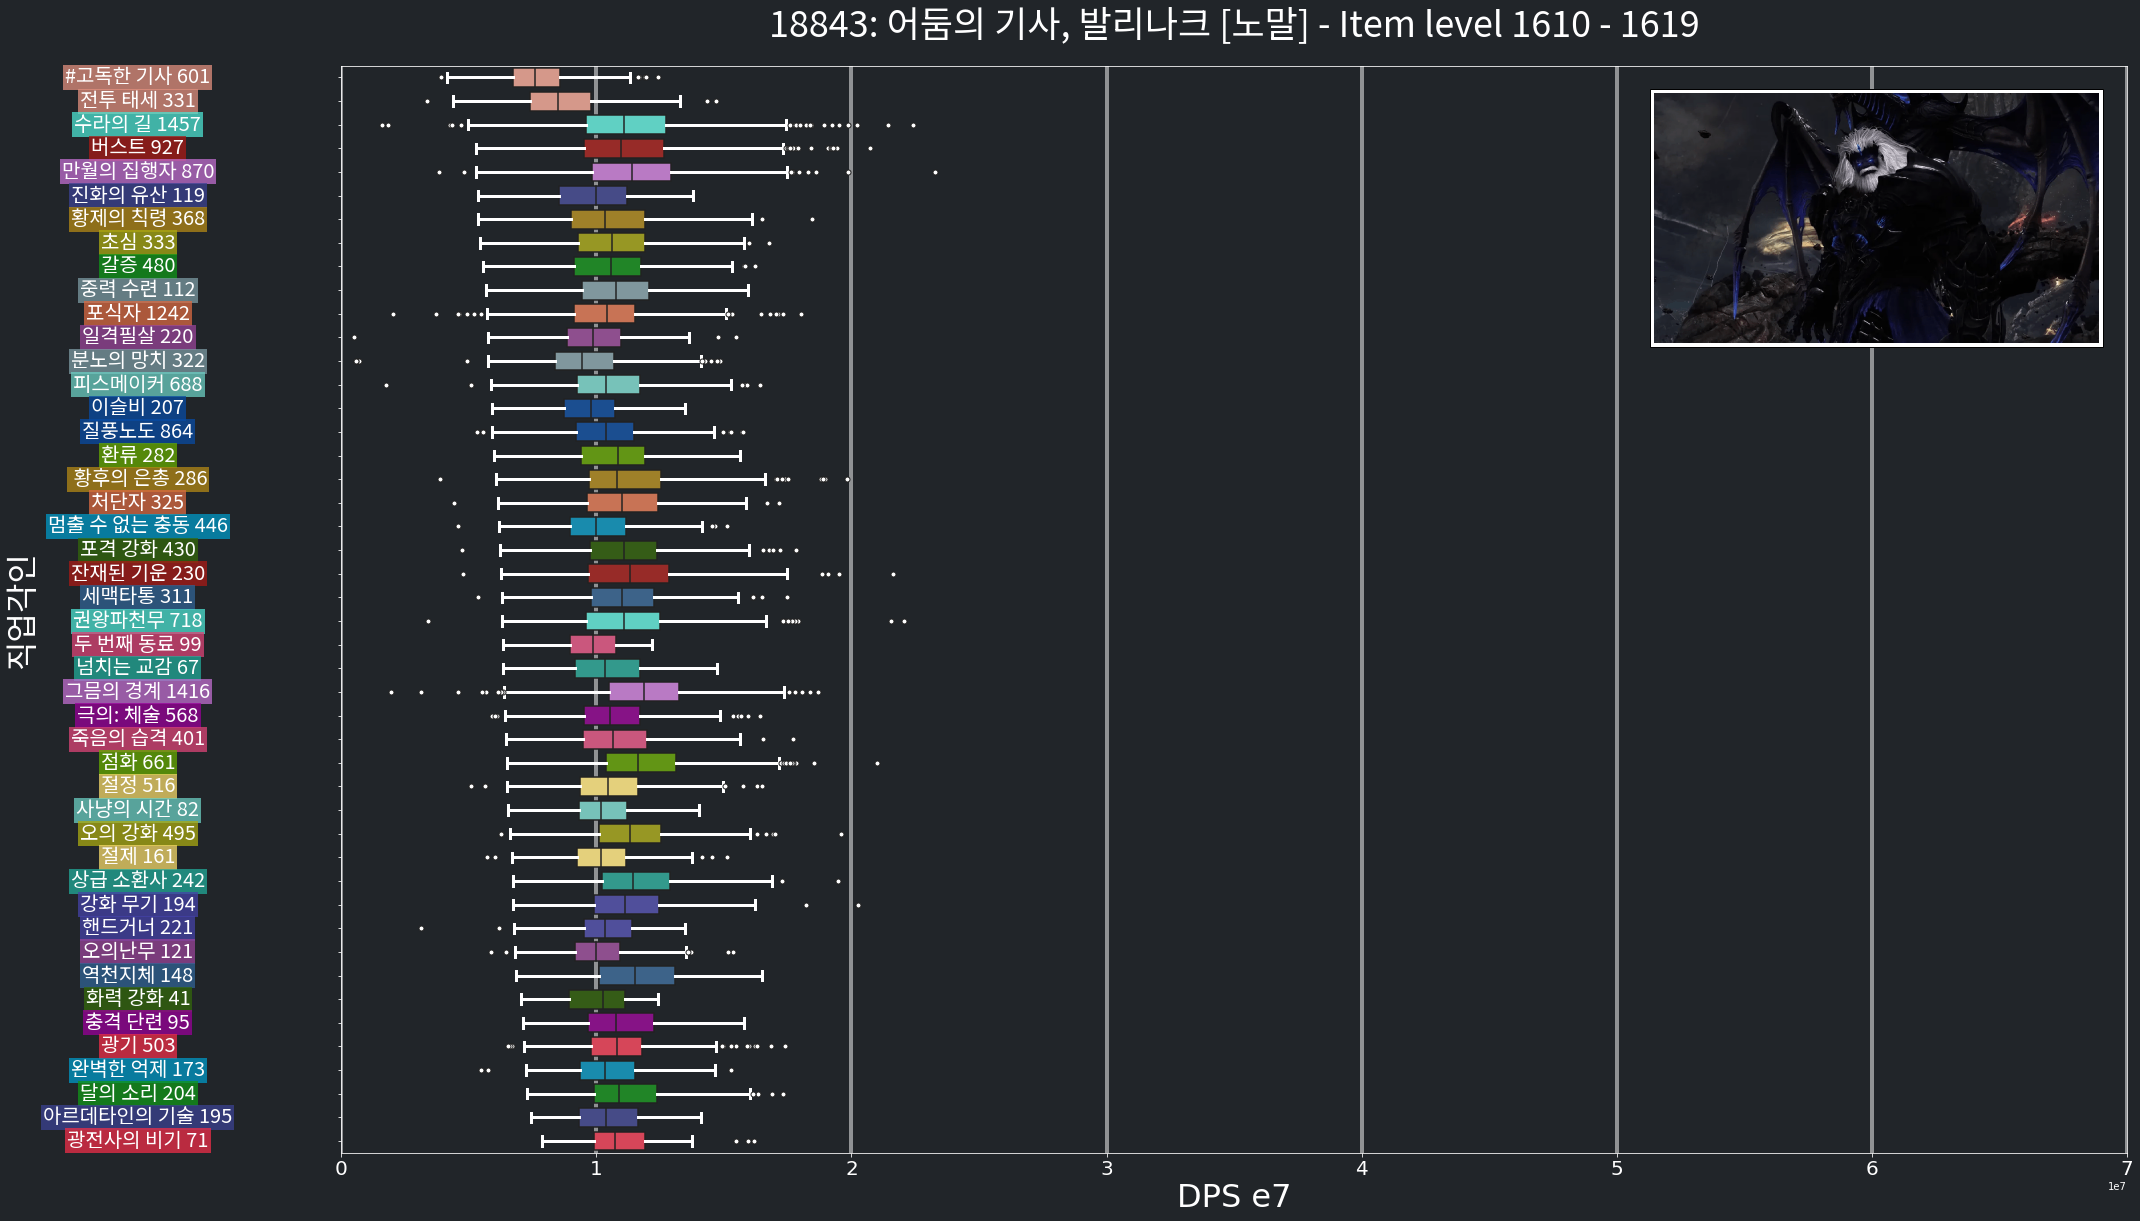 18843: 어둠의 기사, 발리나크 [노말] - Item level 1610 - 1619
직업각인
#고독한 기사 601
전투 태세 331
수라의 길 1457
버스트 927
만월의 집행자 870
진화의 유산 119
황제의 칙령 368
초심 333
갈증 480
중력 수련 112
포식자 1242
일격필살 220
분노의 망치 322
피스메이커 688
이슬비 207
질풍노도 864
환류 282
황후의 은총 286
처단자 325
멈출 수 없는 충동 446
포격 강화 430
잔재된 기운 230
세맥타통 311
권왕파천무 718
두 번째 동료 99
넘치는 교감 67
그믐의 경계 1416
극의: 체술 568
죽음의 습격 401
점화 661
절정 516
사냥의 시간 82
오의 강화 495
절제 161
상급 소환사 242
강화 무기 194
핸드거너 221
오의난무 121
역천지체 148
화력 강화 41
충격 단련 95
광기 503
완벽한 억제 173
달의 소리 204
아르데타인의 기술 195
광전사의 비기 71
0 1 2 3 4 5 6 7
1e7
DPS e7